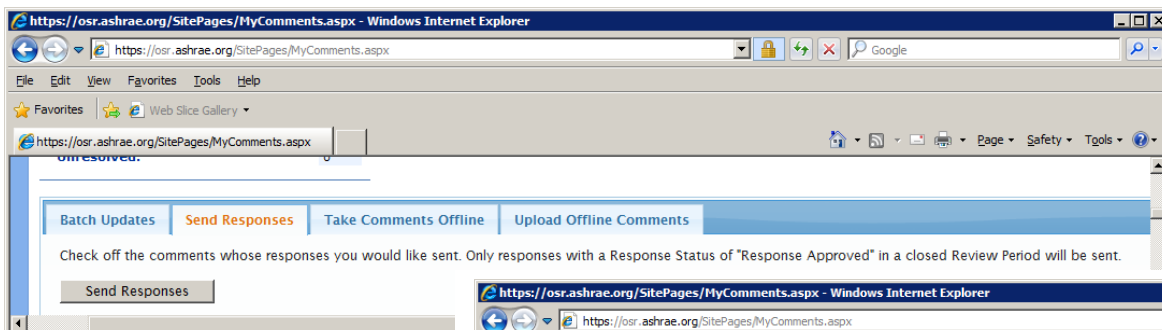 https://osr.ashrae.org/SitePages/MyComments.aspx - Windows Internet Explorer
https://osr.ashrae.org/SitePages/MyComments.aspx
Google
File Edit View Favorites Tools Help
Favorites Web Slice Gallery
https://osr.ashrae.org/SitePages/MyComments.aspx
Page Safety Tools
Unresolved: 0
Batch Updates Send Responses Take Comments Offline Upload Offline Comments
Check off the comments whose responses you would like sent. Only responses with a Response Status of "Response Approved" in a closed Review Period will be sent.
Send Responses
https://osr.ashrae.org/SitePages/MyComments.aspx - Windows Internet Explorer
https://osr.ashrae.org/SitePages/MyComments.aspx